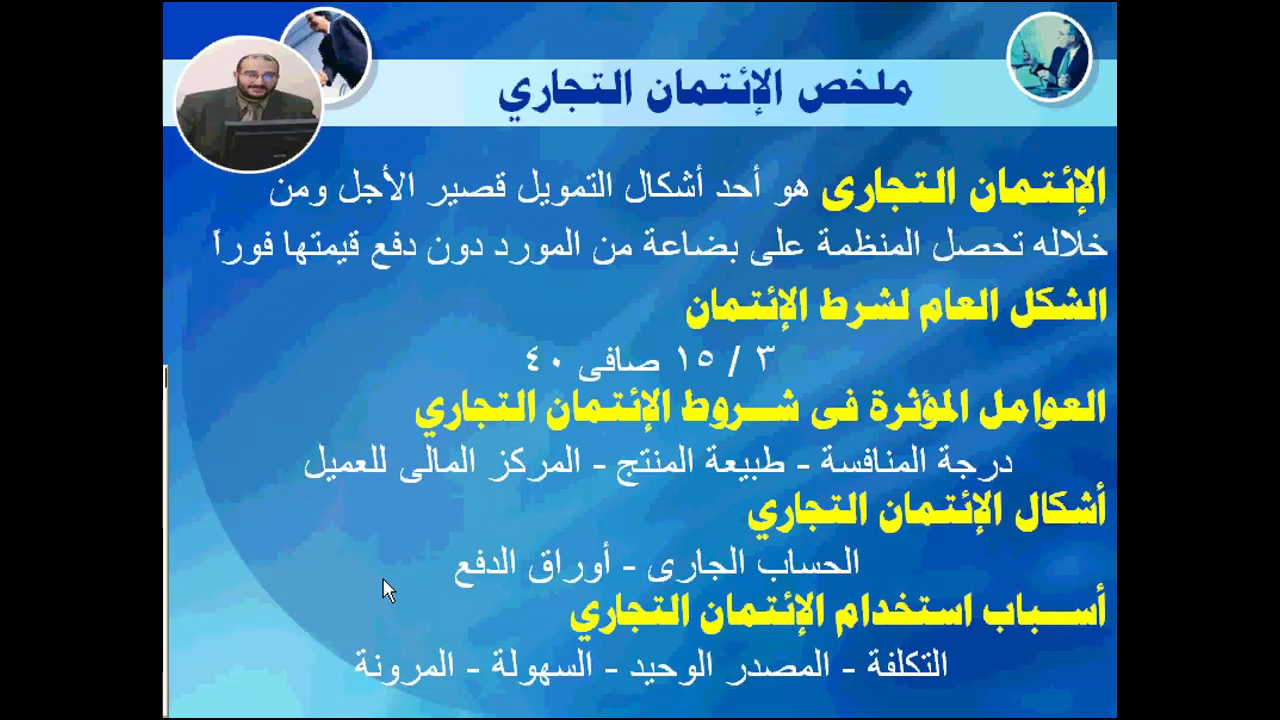 ملخص الإئتمان التجاري
الإئتمان التجارى هو أحد أشكال التمويل قصير الأجل ومن
خلاله تحصل المنظمة على بضاعة من المورد دون دفع قيمتها فوراً
الشكل العام لشرط الإئتمان
٣ / ١٥ صافى ٤٠
العوامل المؤثرة فى شـــروط الإئتمان التجاري
درجة المنافسة - طبيعة المنتج - المركز المالى للعميل
أشكال الإئتمان التجاري
الحساب الجارى - أوراق الدفع
أســـباب استخدام الإئتمان التجاري
التكلفة - المصدر الوحيد - السهولة - المرونة